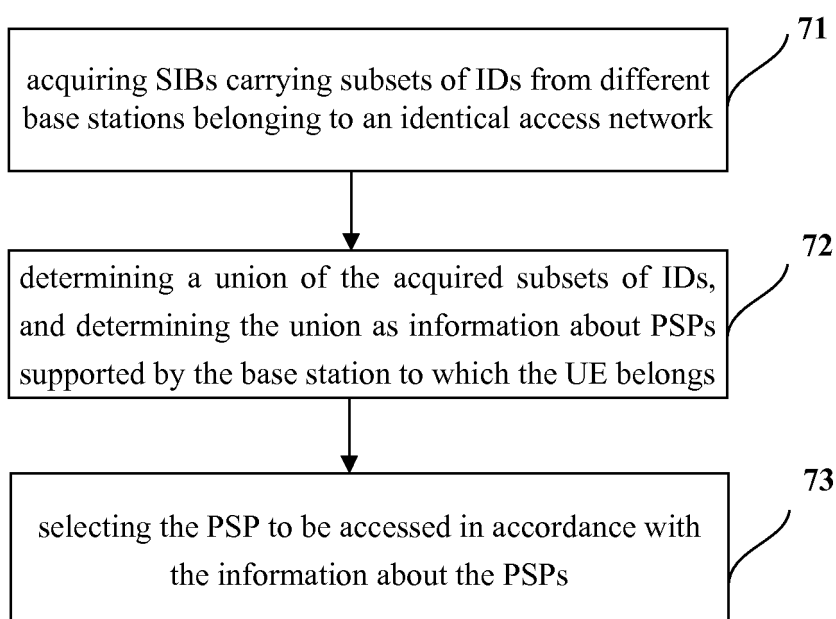 71
acquiring SIBs carrying subsets of IDs from different
base stations belonging to an identical access network
72
determining a union of the acquired subsets of IDs,
and determining the union as information about PSPs
supported by the base station to which the UE belongs
73
selecting the PSP to be accessed in accordance with
the information about the PSPs